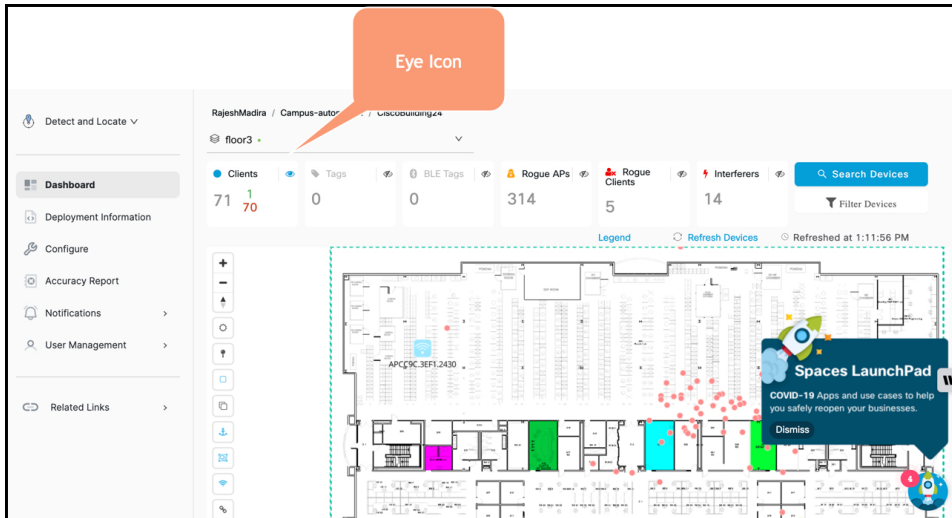 Eye Icon
RajeshMadira / Campus-auto / CiscoBuilding24
Detect and Locate
floor3
Dashboard
Deployment Information
Configure
Accuracy Report
Notifications
User Management
Related Links
Clients
71 1
70
Tags
0
BLE Tags
0
Rogue APs
314
Rogue
Clients
5
Interferers
14
Search Devices
Filter Devices
Legend
Refresh Devices
Refreshed at 1:11:56 PM
APCC9C.3EF1.2430
Spaces LaunchPad
COVID-19 Apps and use cases to help
you safely reopen your businesses.
Dismiss
4